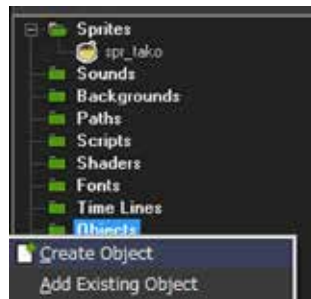 Sprites
spr_tako
Sounds
Backgrounds
Paths
Scripts
Shaders
Fonts
Time Lines
Objects
Create Object
Add Existing Object